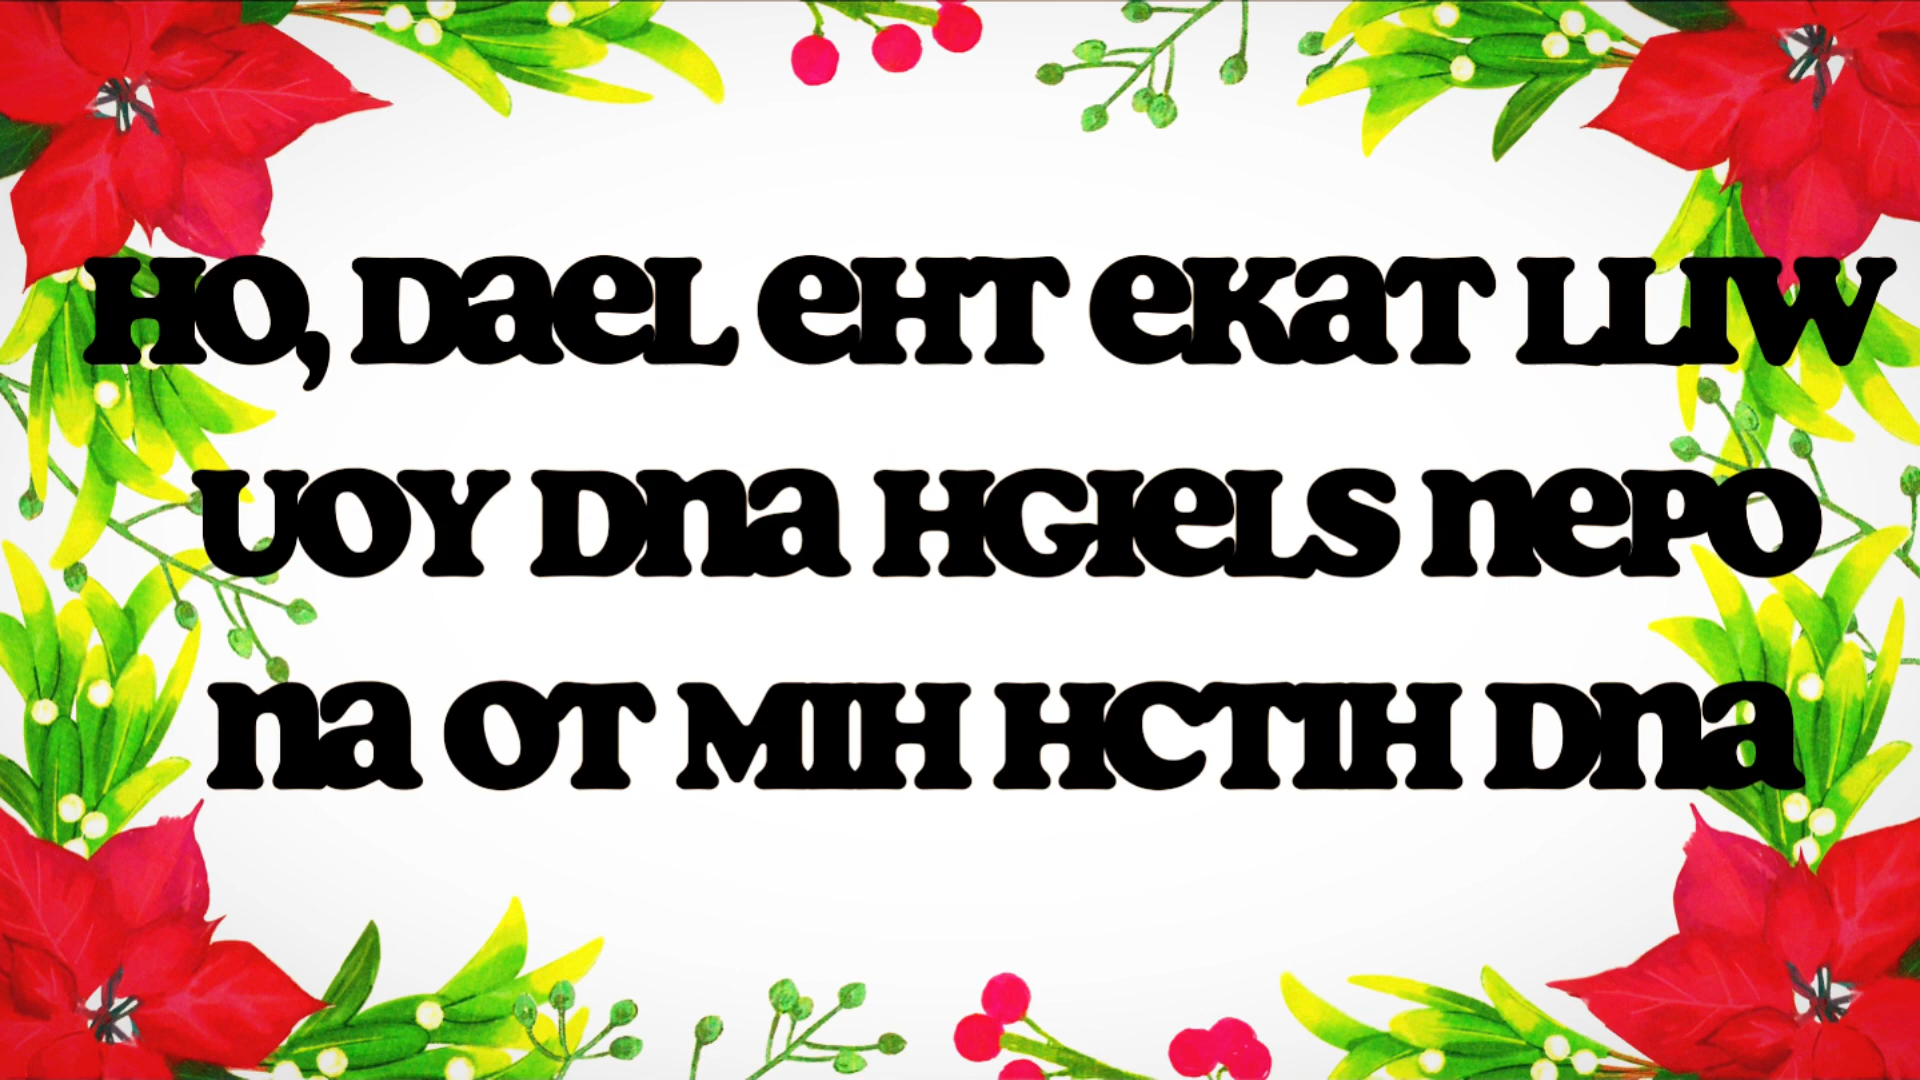 HO, DaeL eHT eKaT LLIW
UOY Dna HGIELS nePO
na OT MIH HCTIH Dna